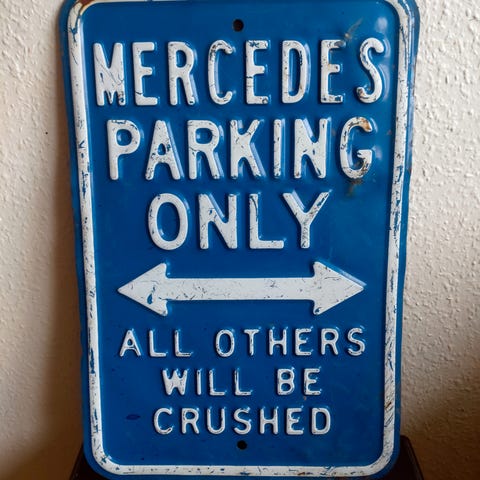 MERCEDES
PARKING
ONLY
ALL OTHERS
WILL BE
CRUSHED